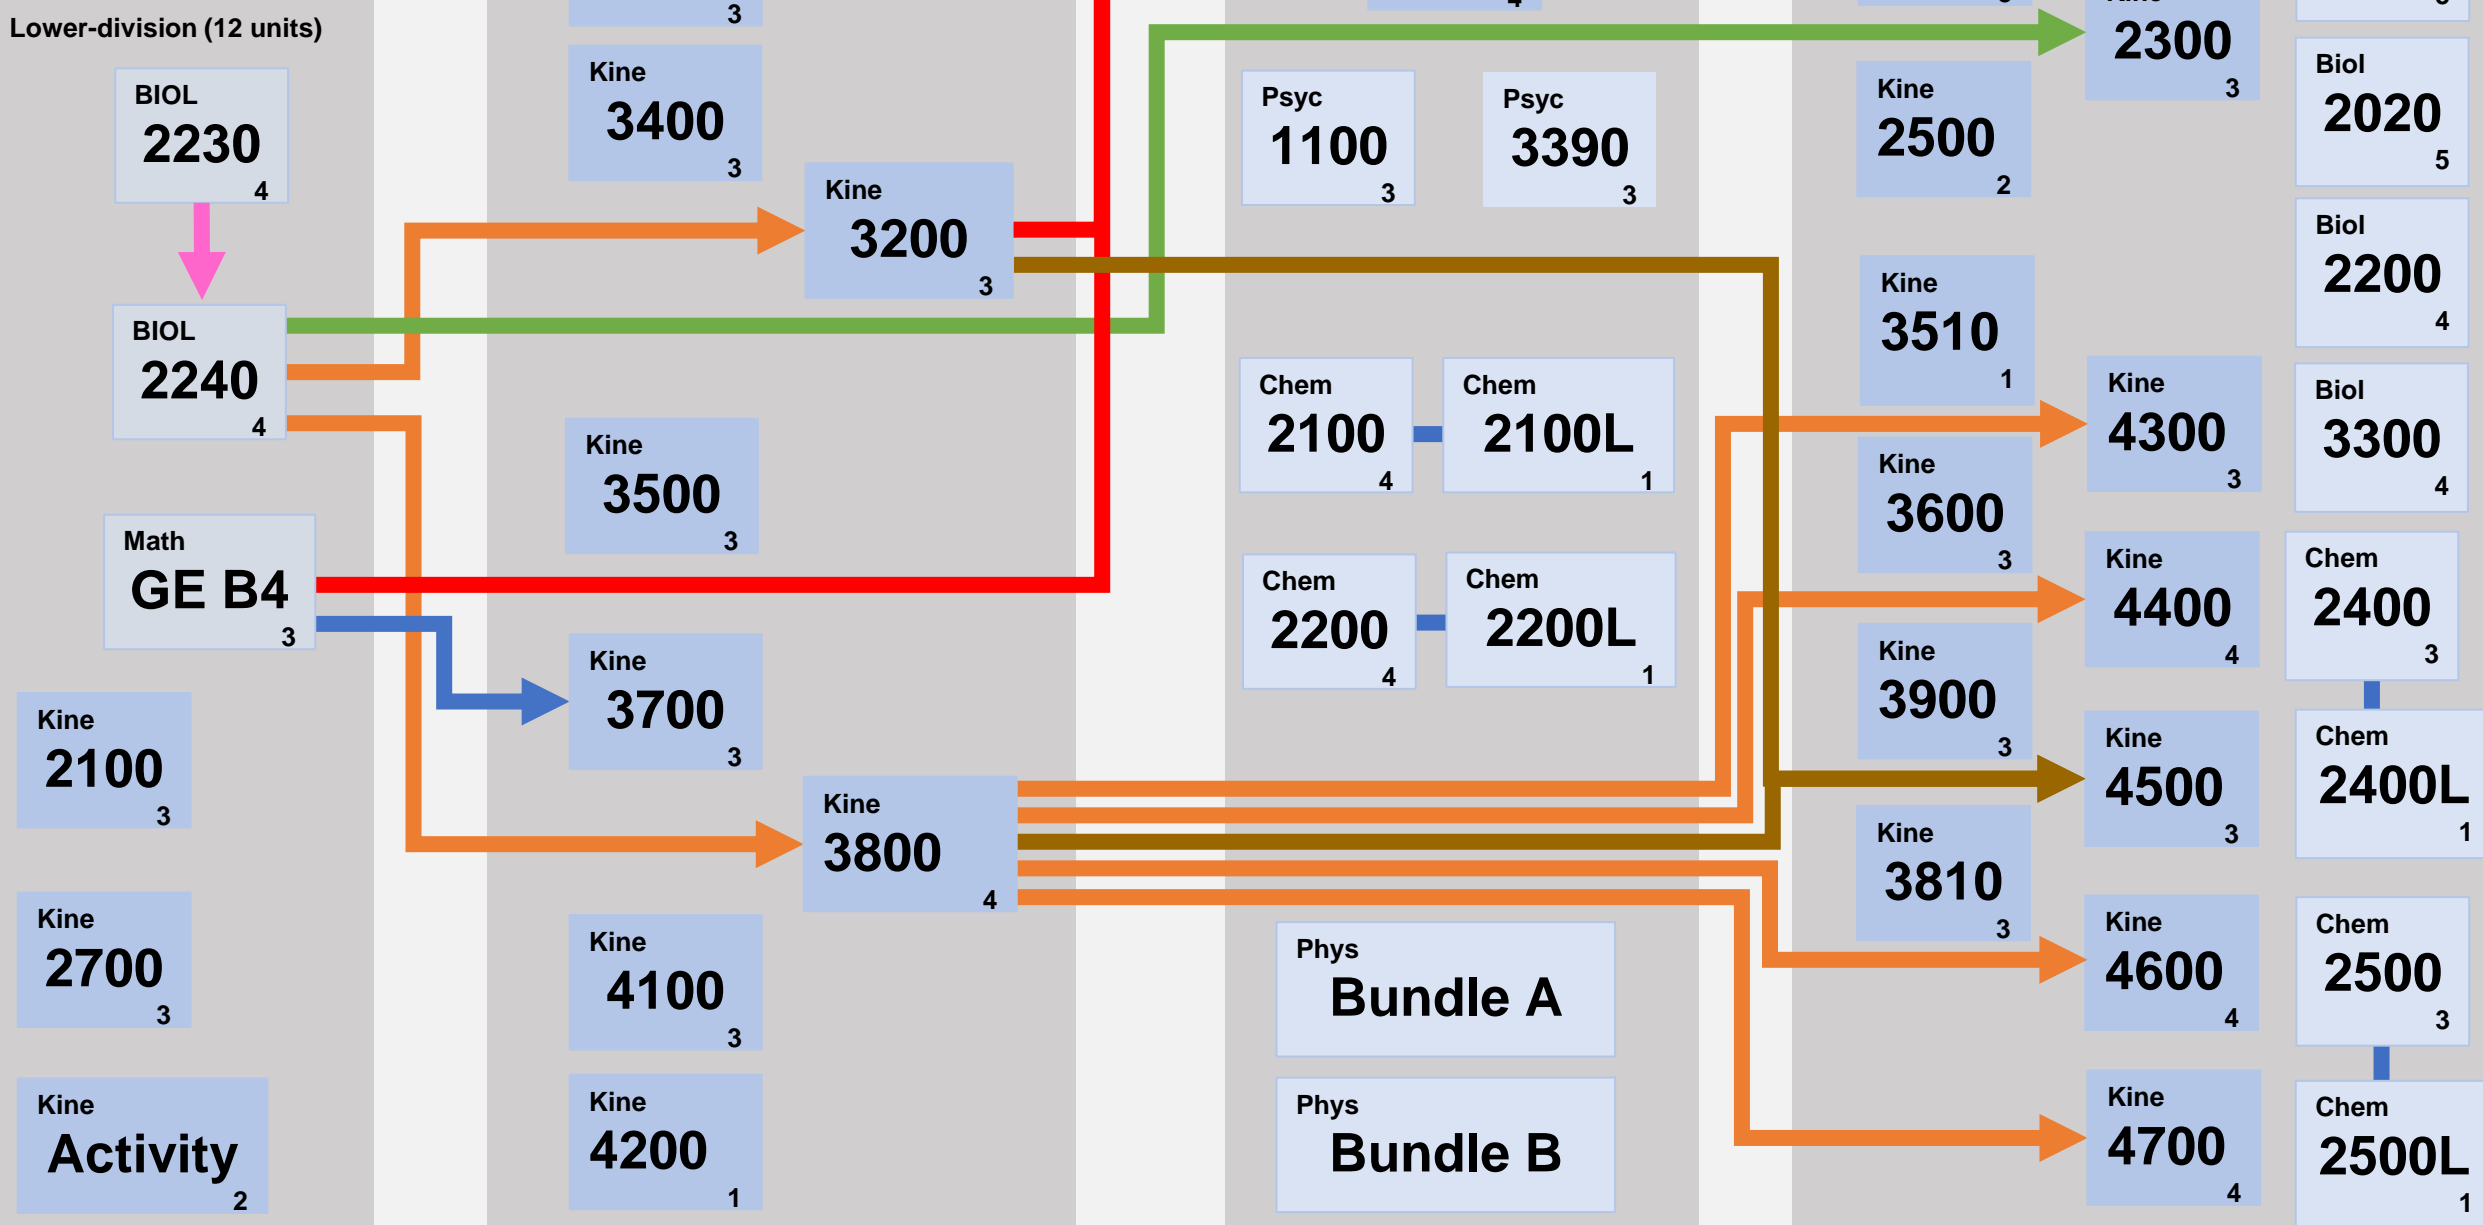 Lower-division (12 units)
BIOL
2230
4
BIOL
2240
4
Math
GE B4
3
Kine
2100
3
Kine
2700
3
Kine
Activity
2
3
Kine
3400
3
Kine
3200
3
Kine
3500
3
Kine
3700
3
Kine
3800
4
Kine
4100
3
Kine
4200
1
4
Psyc
1100
3
Psyc
3390
3
Chem
2100
4
Chem
2100L
1
Chem
2200
4
Chem
2200L
1
Phys
Bundle A
Phys
Bundle B
Kine
2500
2
Kine
3510
1
Kine
3600
3
Kine
3900
3
Kine
3810
3
Kine
2300
3
Kine
4300
3
Kine
4400
4
Kine
4500
3
Kine
4600
4
Kine
4700
4
Biol
2020
5
Biol
2200
4
Biol
3300
4
Chem
2400
3
Chem
2400L
1
Chem
2500
3
Chem
2500L
1